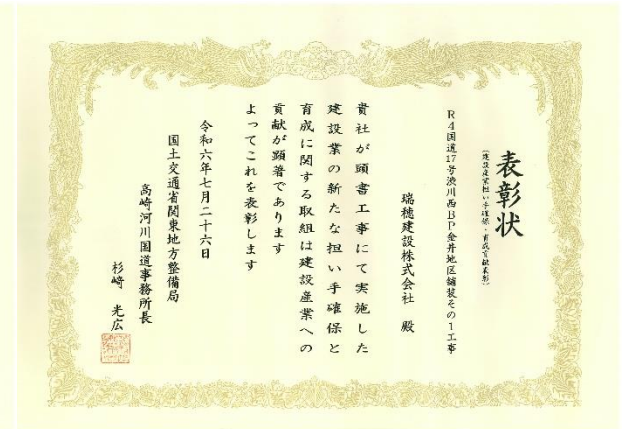 表彰状
(建設産業担い手確保・育成貢献表彰)
R4国道17号渋川西BP金井地区舗装その1工事
瑞穂建設株式会社 殿
貴社が頭書工事にて実施した
建設業の新たな担い手確保と
育成に関する取組は建設産業への
貢献が顕著であります
よってこれを表彰します
令和六年七月二十六日
国土交通省関東地方整備局
高崎河川国道事務所長
杉崎 光広